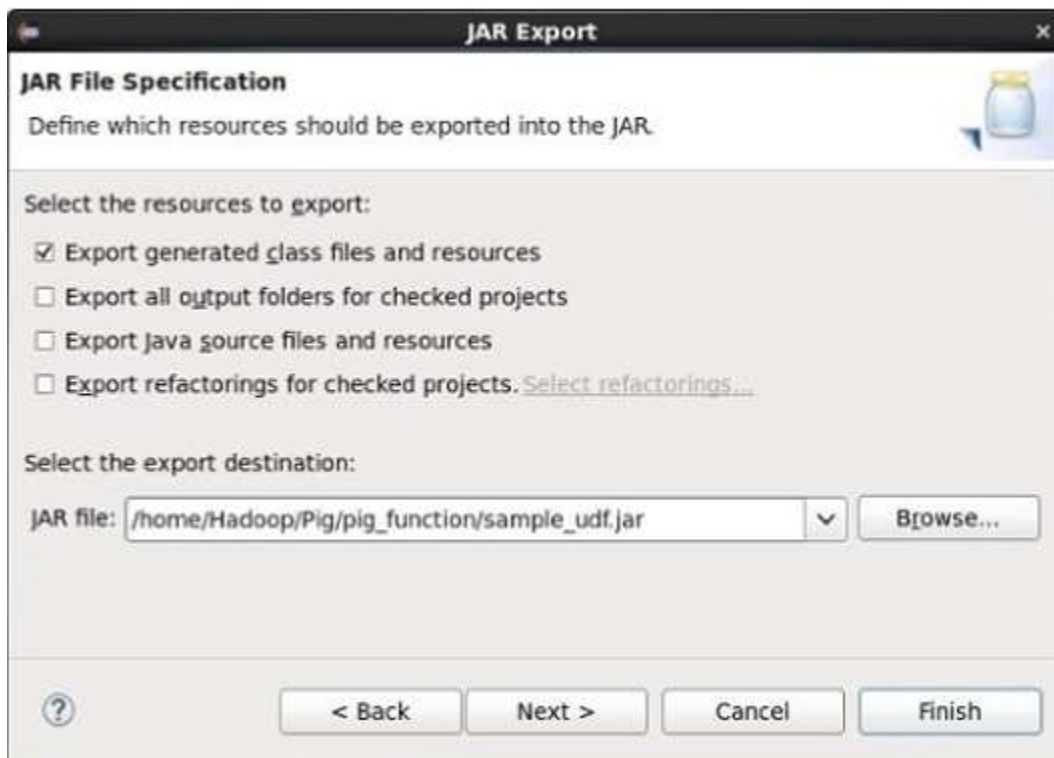 JAR Export
JAR File Specification
Define which resources should be exported into the JAR.
Select the resources to export:
Export generated class files and resources
Export all output folders for checked projects
Export Java source files and resources
Export refactorings for checked projects. Select refactorings...
Select the export destination:
JAR file: /home/Hadoop/Pig/pig_function/sample_udf.jar Browse...
? < Back Next > Cancel Finish